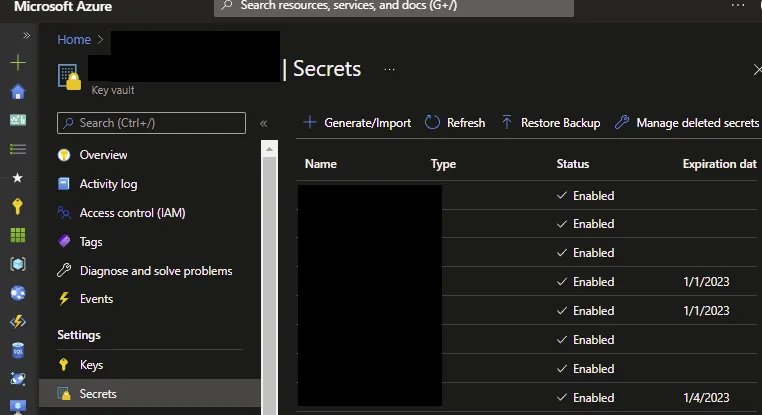 Microsoft Azure
Search resources, services, and docs (G+/)
Home
| Secrets
Key vault
Search (Ctrl+/)
Overview
Activity log
Access control (IAM)
Tags
Diagnose and solve problems
Events
Settings
Keys
Secrets
Generate/Import Refresh Restore Backup Manage deleted secrets
Name Type Status Expiration dat
Enabled
Enabled
Enabled
Enabled 1/1/2023
Enabled 1/1/2023
Enabled
Enabled
Enabled 1/4/2023